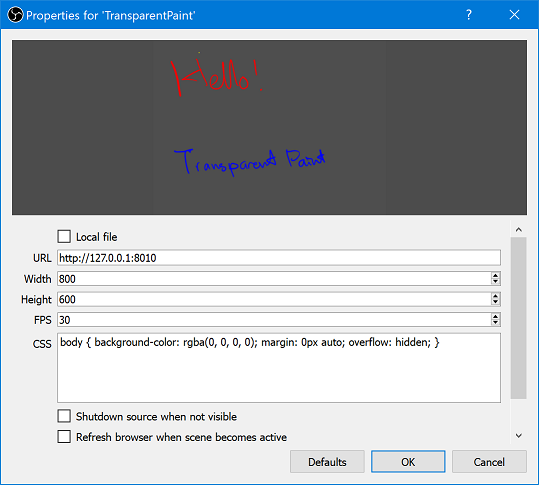 Properties for 'TransparentPaint'
Hello!
Transparent Paint
Local file
URL http://127.0.0.1:8010
Width 800
Height 600
FPS 30
CSS body { background-color: rgba(0, 0, 0, 0); margin: 0px auto; overflow: hidden; }
Shutdown source when not visible
Refresh browser when scene becomes active
Defaults OK Cancel